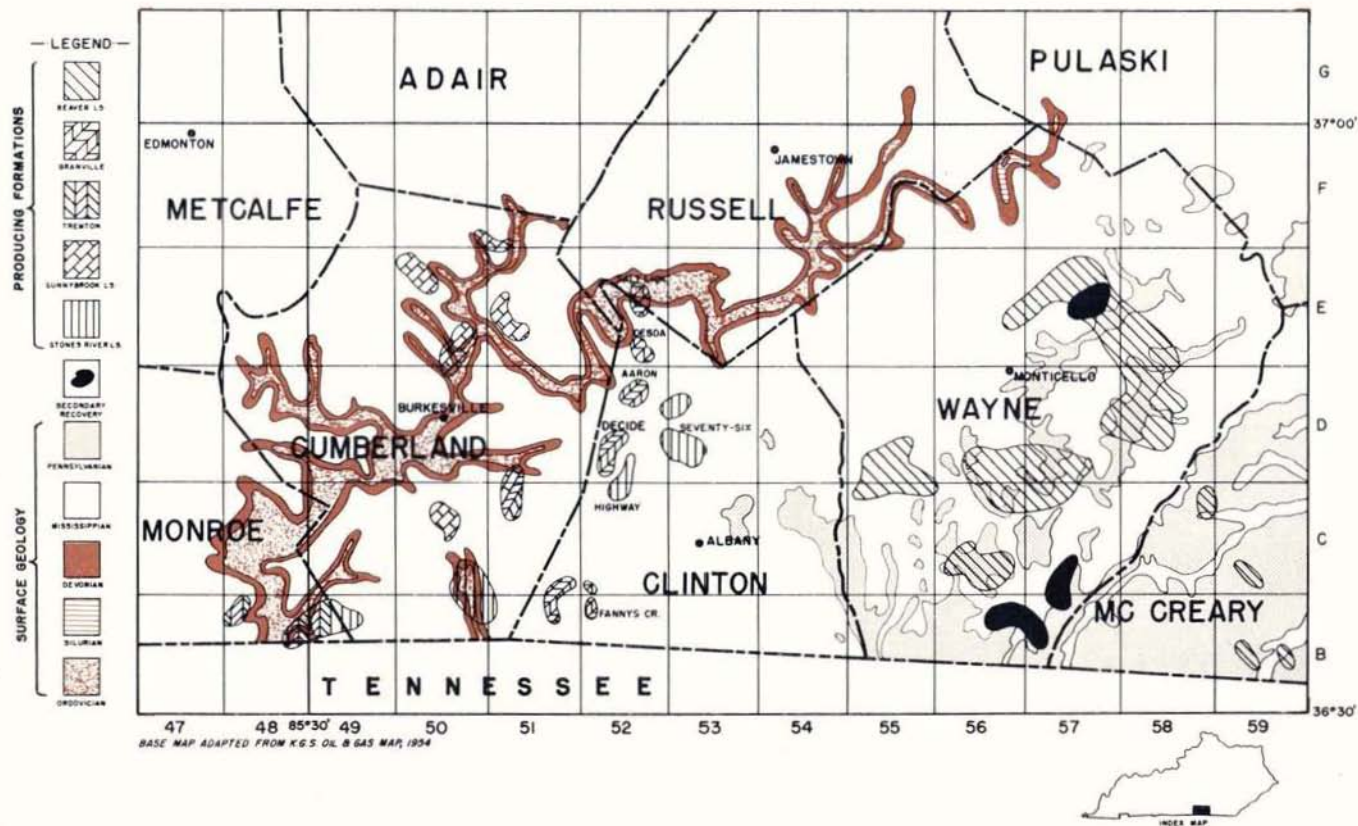 — LEGEND —
PRODUCING FORMATIONS
BEAVER LS
GRANVILLE
TRENTON
SUNNYBROOK LS
STONES RIVER LS.
SECONDARY
RECOVERY
SURFACE GEOLOGY
PENNSYLVANIAN
MISSISSIPPIAN
DEVONIAN
SILURIAN
ORDOVICIAN
ADAIR
PULASKI
EDMONTON
JAMESTOWN
METCALFE
RUSSELL
DESDA
AARON
MONTICELLO
BURKESVILLE
WAYNE
CUMBERLAND
DECIDE
SEVENTY-SIX
HIGHWAY
MONROE
ALBANY
CLINTON
FANNYS CR.
MC CREARY
TENNESSEE
G
37°00'
F
E
D
C
B
36°30'
47 48 85°30' 49 50 51 52 53 54 55 56 57 58 59
BASE MAP ADAPTED FROM K.G.S. OIL & GAS MAP, 1954
INDEX MAP